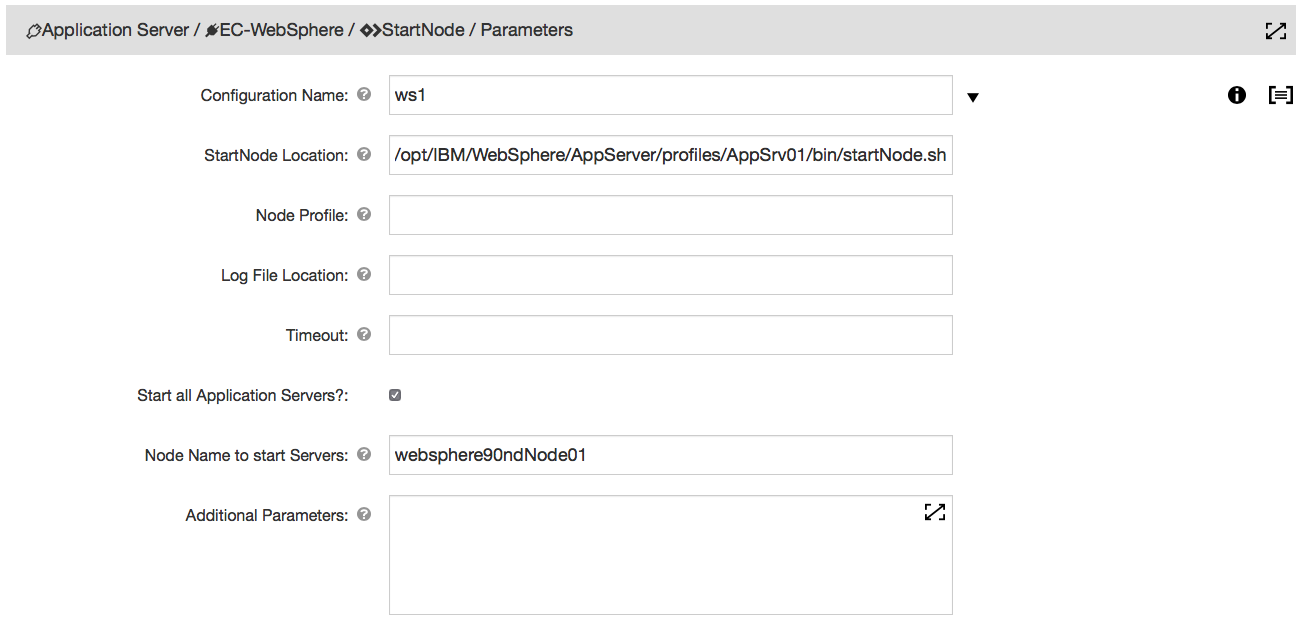 Application Server / EC-WebSphere / StartNode / Parameters
Configuration Name: ws1
StartNode Location: /opt/IBM/WebSphere/AppServer/profiles/AppSrv01/bin/startNode.sh
Node Profile:
Log File Location:
Timeout:
Start all Application Servers?:
Node Name to start Servers: websphere90ndNode01
Additional Parameters: